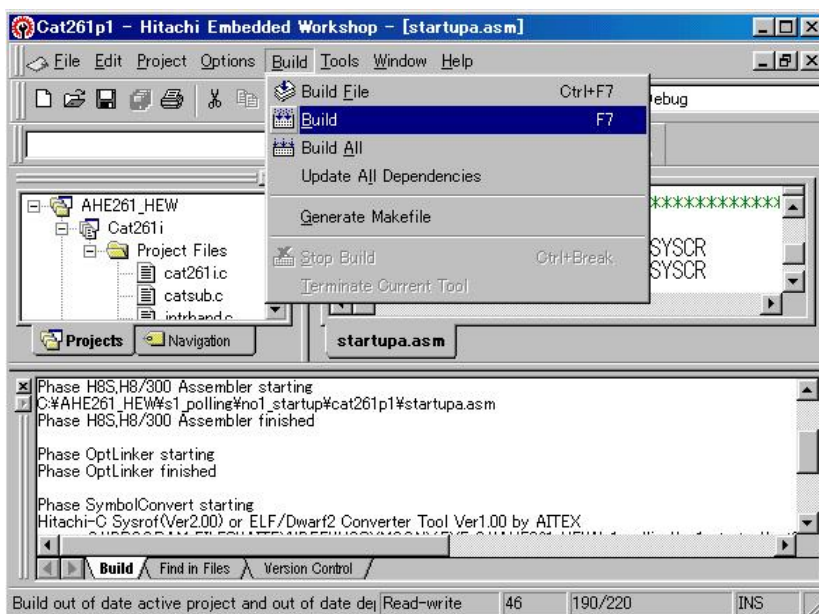 Cat261p1 - Hitachi Embedded Workshop - [startupa.asm]
File Edit Project Options Build Tools Window Help
Build File Ctrl+F7
ebug
Build F7
Build All
Update All Dependencies
Generate Makefile
Stop Build Ctrl+Break
Terminate Current Tool
AHE261_HEW
Cat261i
Project Files
cat261i.c
catsub.c
intrhand.c
*************
SYSCR
SYSCR
Projects Navigation
startupa.asm
Phase H8S,H8/300 Assembler starting
C:¥AHE261_HEW¥s1_polling¥no1_startup¥cat261p1¥startupa.asm
Phase H8S,H8/300 Assembler finished
Phase OptLinker starting
Phase OptLinker finished
Phase SymbolConvert starting
Hitachi-C Sysrof(Ver2.00) or ELF/Dwarf2 Converter Tool Ver1.00 by AITEX
Build Find in Files Version Control
Build out of date active project and out of date de Read-write 46 190/220 INS